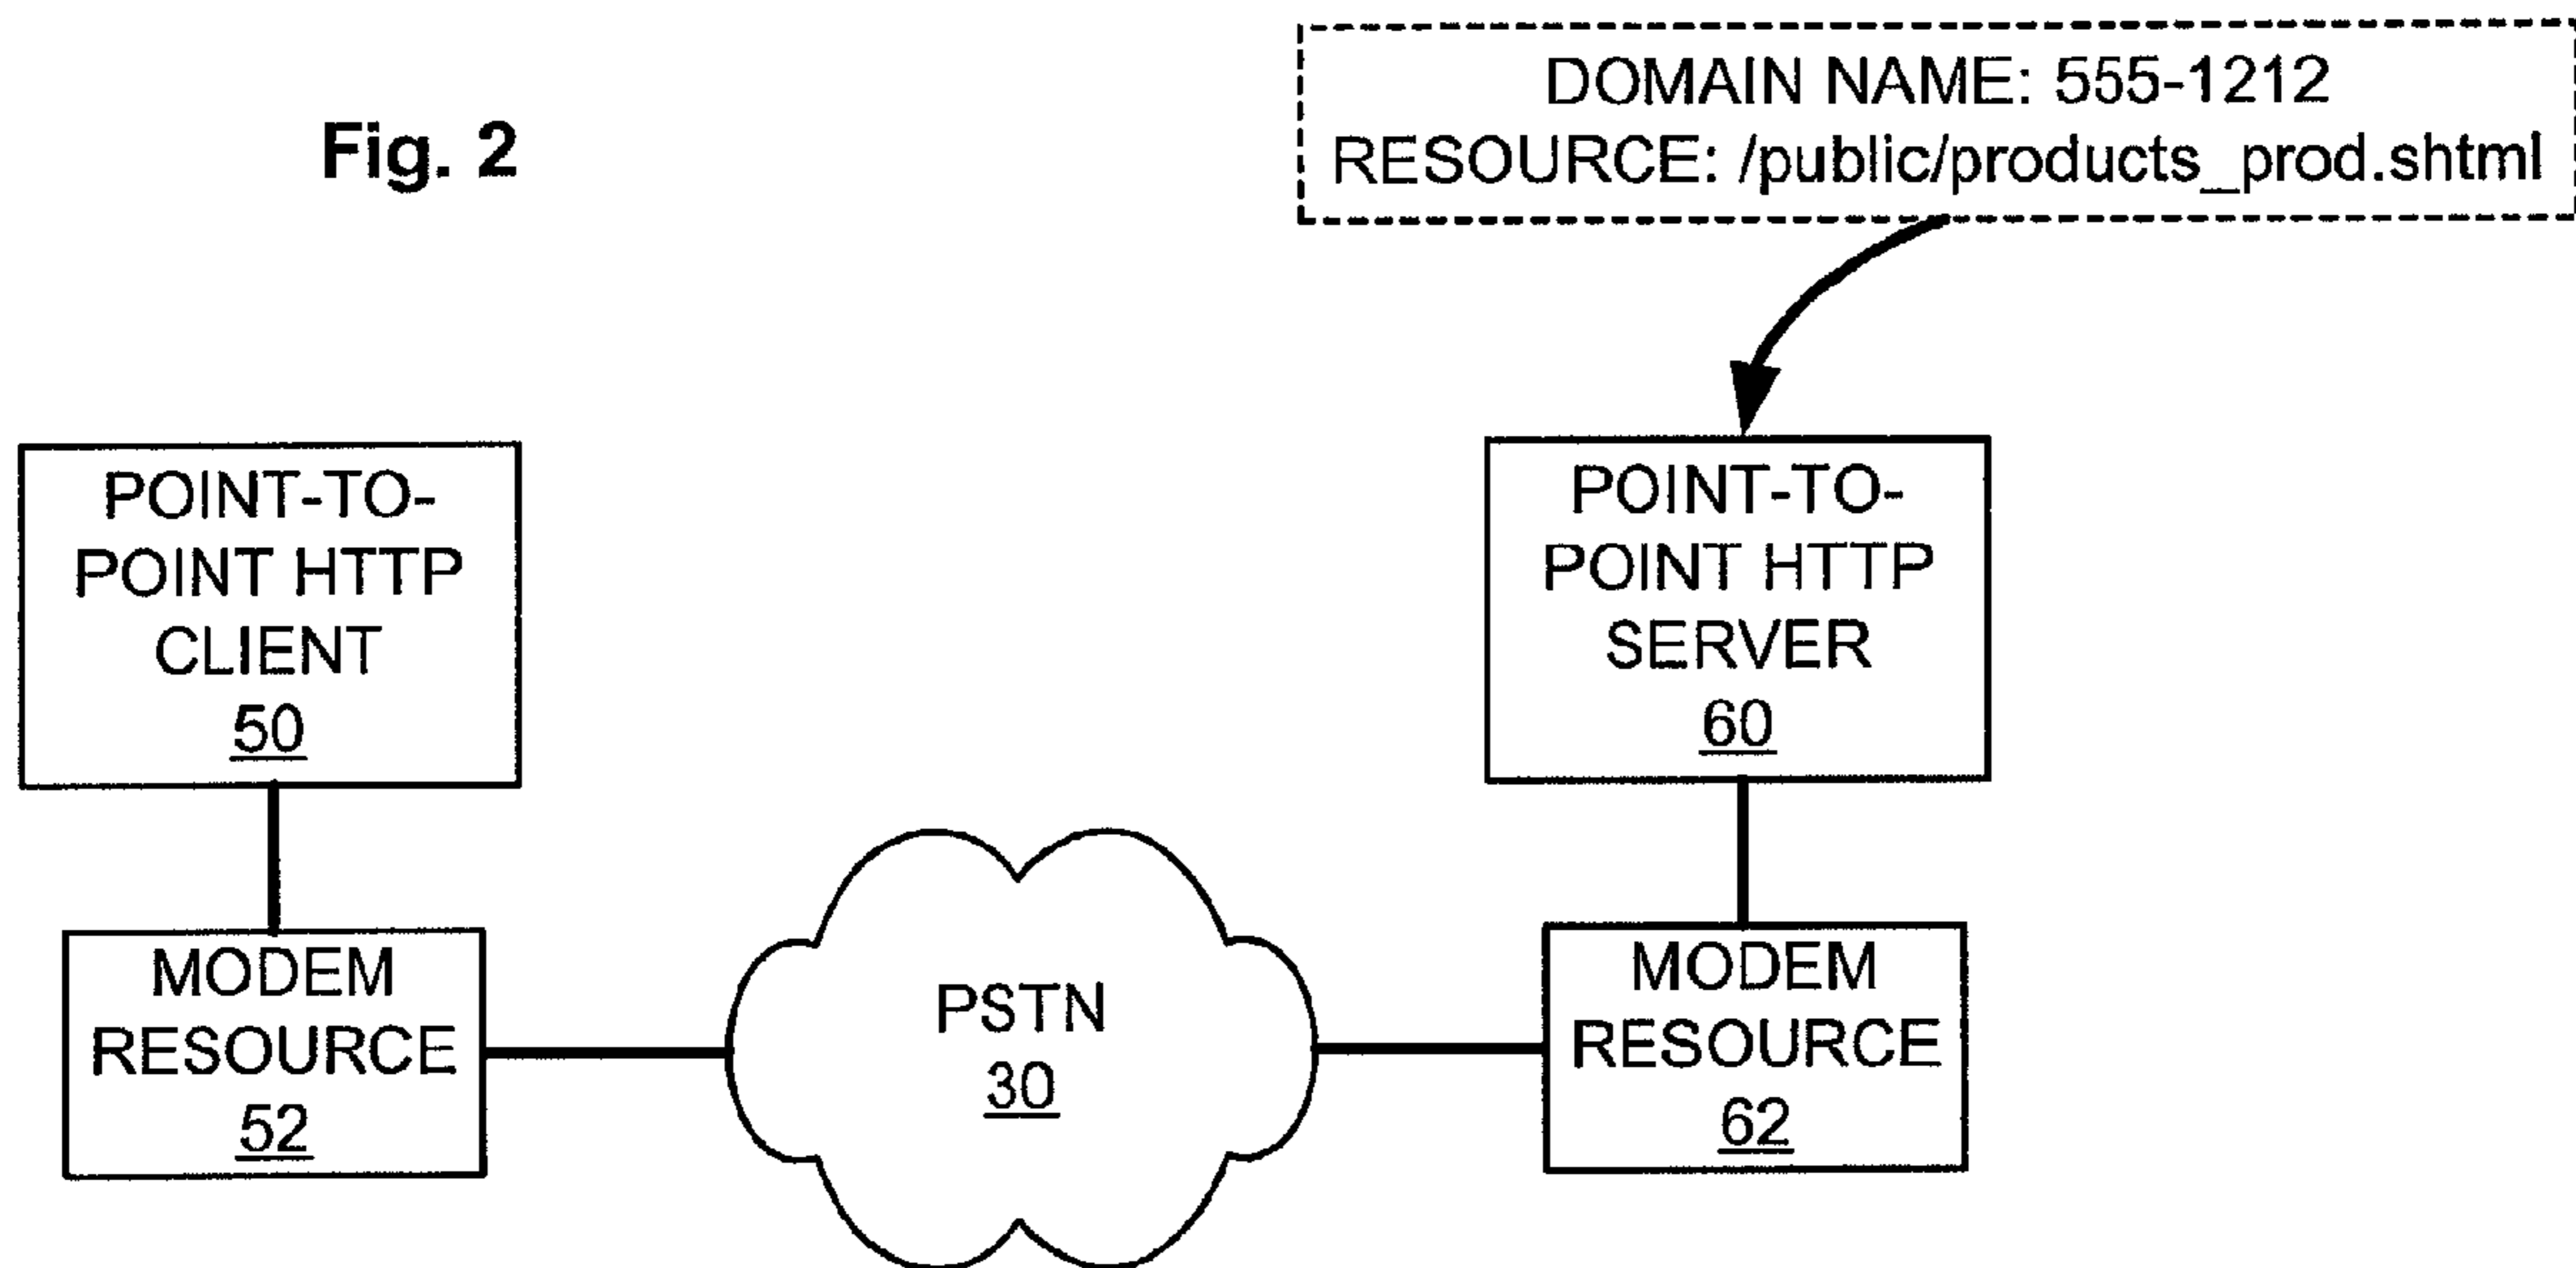 Fig. 2
DOMAIN NAME: 555-1212
RESOURCE: /public/products_prod.shtml
POINT-TO-
POINT HTTP
CLIENT
50
POINT-TO-
POINT HTTP
SERVER
60
MODEM
RESOURCE
52
PSTN
30
MODEM
RESOURCE
62